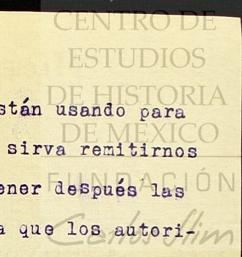 CENTRO DE
ESTUDIOS
stán usando para
DE HISTORIA
DE MÉXICO
sirva remitirnos
FUNDACIÓN
ener después las
Carlos Slim
a que los autori-